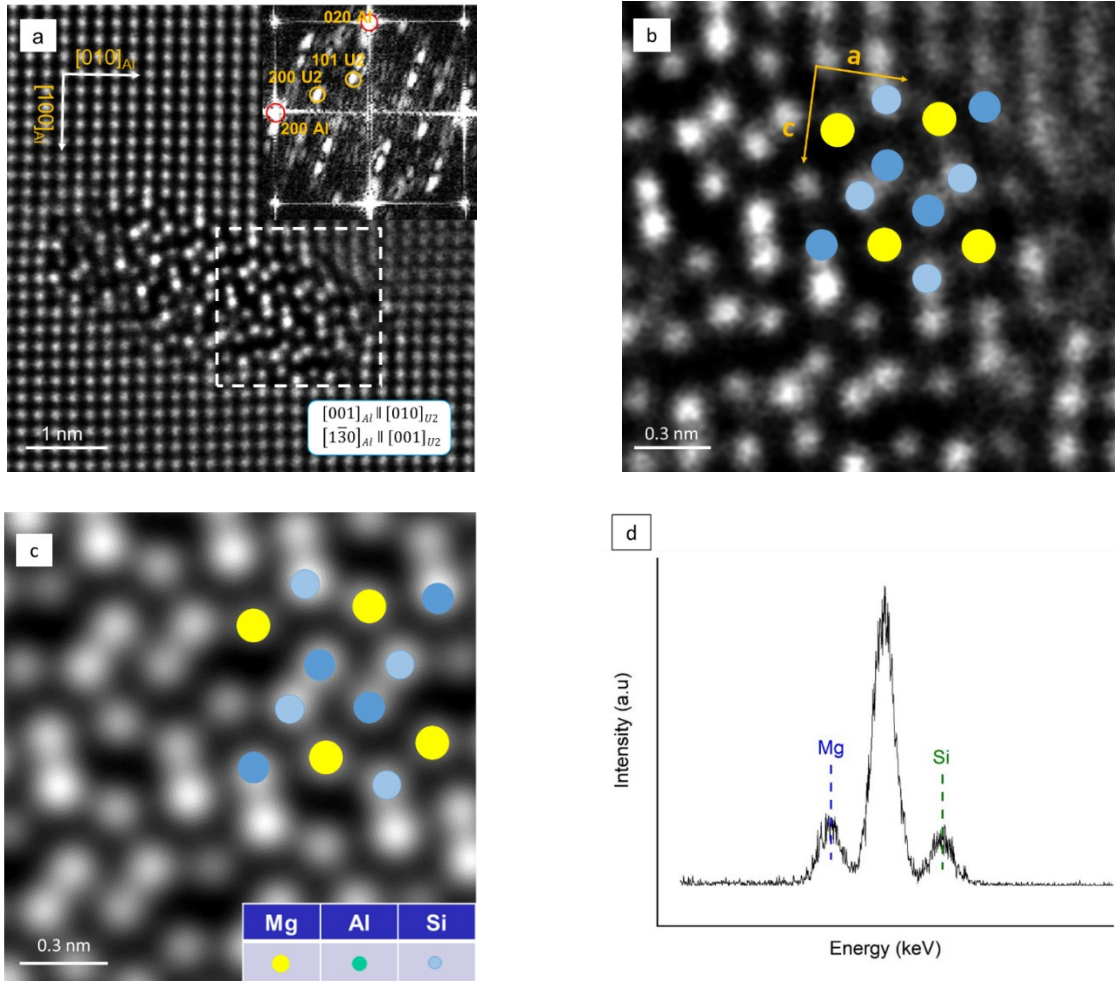 a
[010]Al
[100]Al
020 Al
101 U2
200 U2
200 Al
1 nm
[001]Al ∥ [010]U2
[13̅0]Al ∥ [001]U2
b
a
c
0.3 nm
c
0.3 nm
Mg Al Si
d
Intensity (a.u)
Mg
Si
Energy (keV)